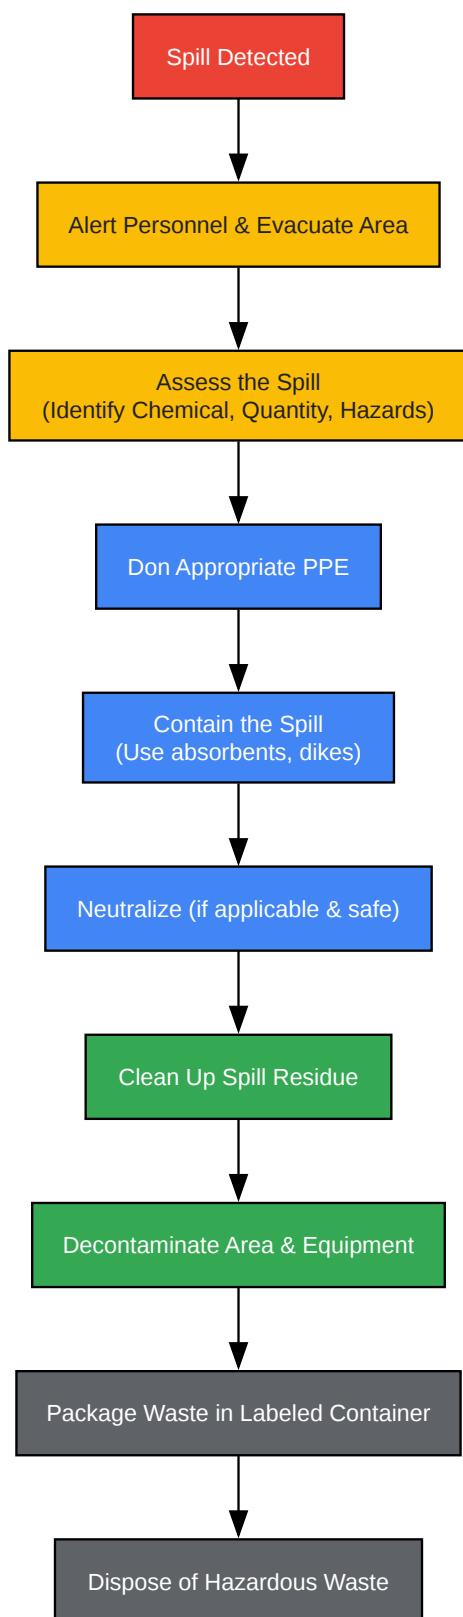 Spill Detected
Alert Personnel & Evacuate Area
Assess the Spill
(Identify Chemical, Quantity, Hazards)
Don Appropriate PPE
Contain the Spill
(Use absorbents, dikes)
Neutralize (if applicable & safe)
Clean Up Spill Residue
Decontaminate Area & Equipment
Package Waste in Labeled Container
Dispose of Hazardous Waste